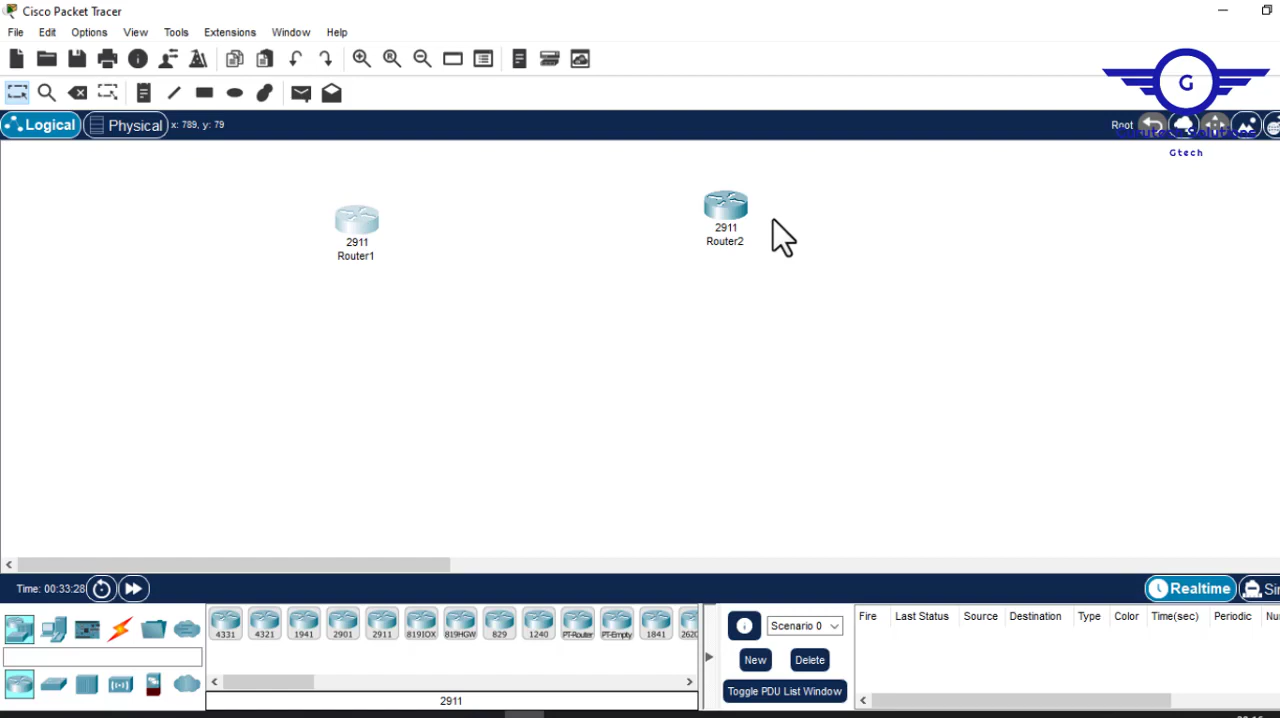 Cisco Packet Tracer
File Edit Options View Tools Extensions Window Help
G
Logical Physical x: 789, y: 79 Root
Gtech
2911
Router1
2911
Router2
Time: 00:33:28 Realtime
4331 4321 1941 2901 2911 819IOX 819HGW 829 1240 PT-Router PT-Empty 1841
2911
Scenario 0
New Delete
Toggle PDU List Window
Fire Last Status Source Destination Type Color Time(sec) Periodic